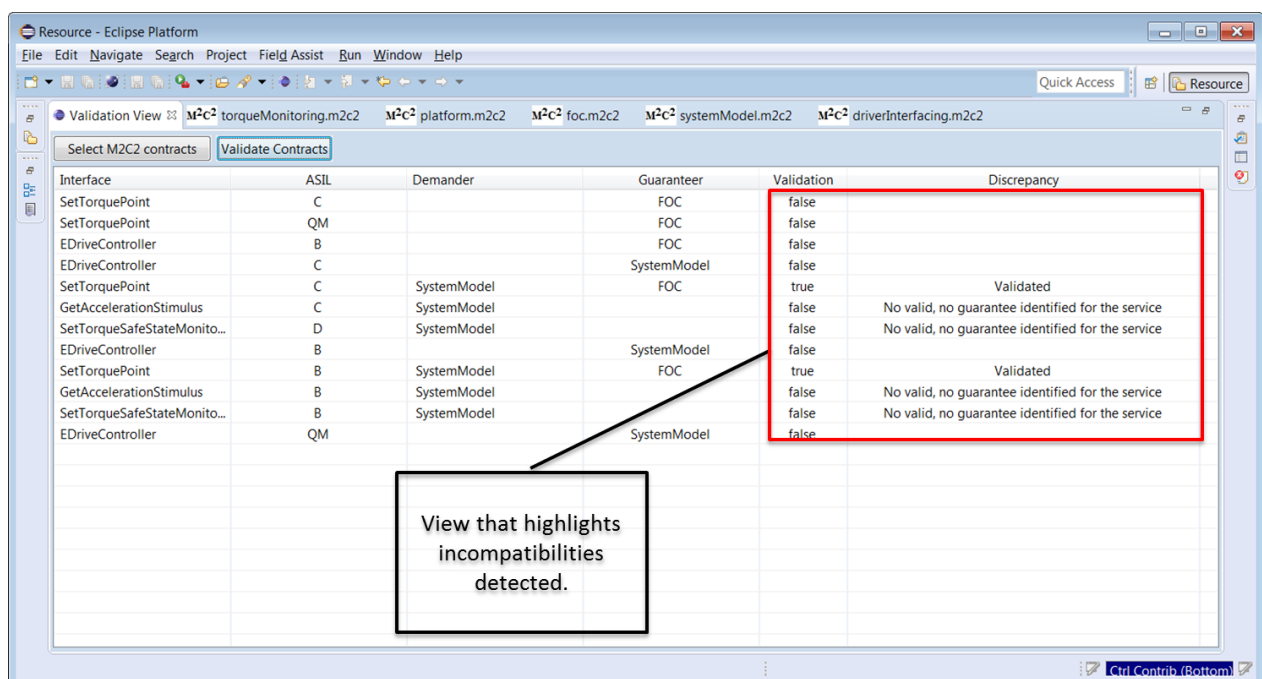 Resource - Eclipse Platform
File Edit Navigate Search Project Field Assist Run Window Help
Quick Access Resource
Validation View M2C2 torqueMonitoring.m2c2 M2C2 platform.m2c2 M2C2 foc.m2c2 M2C2 systemModel.m2c2 M2C2 driverInterfacing.m2c2
Select M2C2 contracts Validate Contracts
Interface ASIL Demander Guaranteer Validation Discrepancy
SetTorquePoint C FOC false
SetTorquePoint QM FOC false
EDriveController B FOC false
EDriveController C SystemModel false
SetTorquePoint C SystemModel FOC true Validated
GetAccelerationStimulus C SystemModel false No valid, no guarantee identified for the service
SetTorqueSafeStateMonito... D SystemModel false No valid, no guarantee identified for the service
EDriveController B SystemModel false
SetTorquePoint B SystemModel FOC true Validated
GetAccelerationStimulus B SystemModel false No valid, no guarantee identified for the service
SetTorqueSafeStateMonito... B SystemModel false No valid, no guarantee identified for the service
EDriveController QM SystemModel false
View that highlights
incompatibilities
detected.
Ctrl Contrib (Bottom)